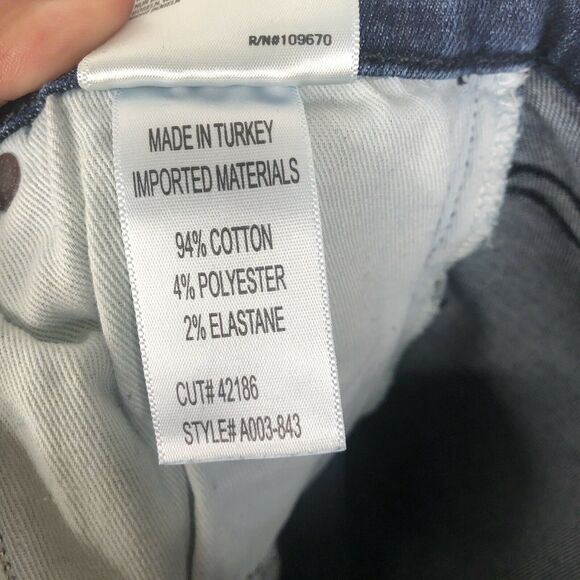 R/N#109670
MADE IN TURKEY
IMPORTED MATERIALS
94% COTTON
4% POLYESTER
2% ELASTANE
CUT# 42186
STYLE# A003-843